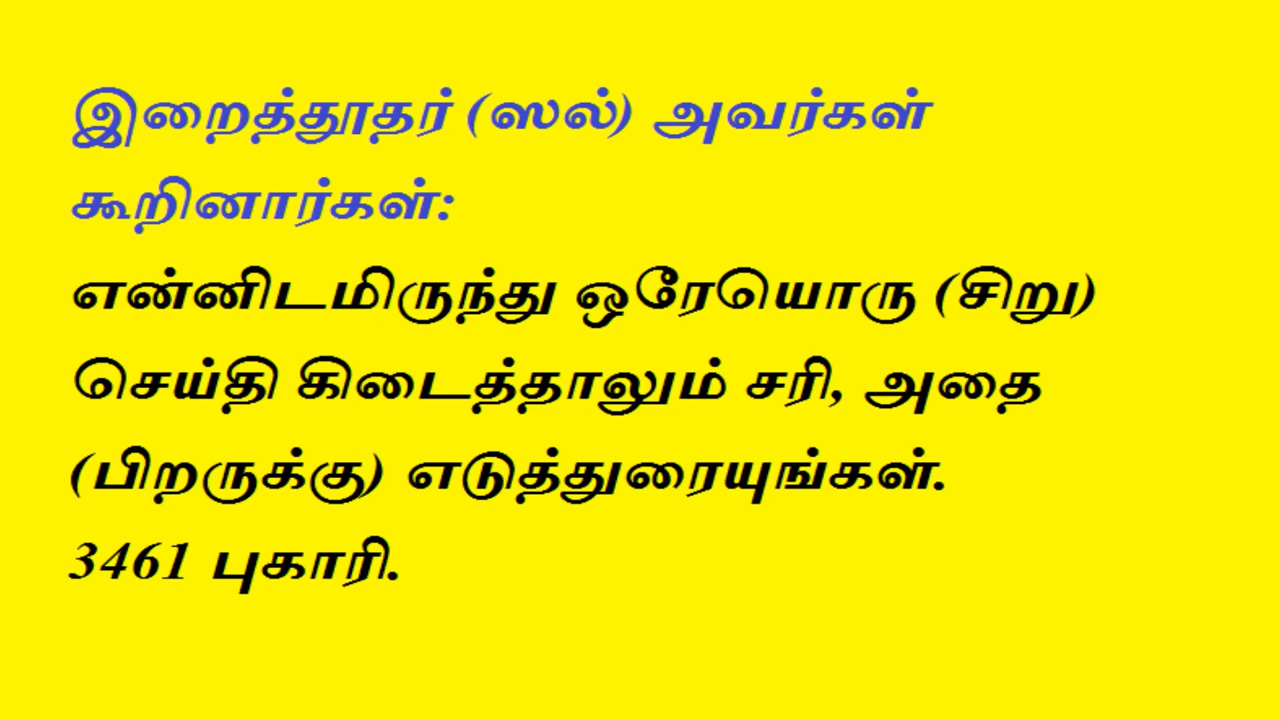 இறைத்தூதர் (ஸல்) அவர்கள்
கூறினார்கள்:
என்னிடமிருந்து ஒரேயொரு (சிறு)
செய்தி கிடைத்தாலும் சரி, அதை
(பிறருக்கு) எடுத்துரையுங்கள்.
3461 புகாரி.